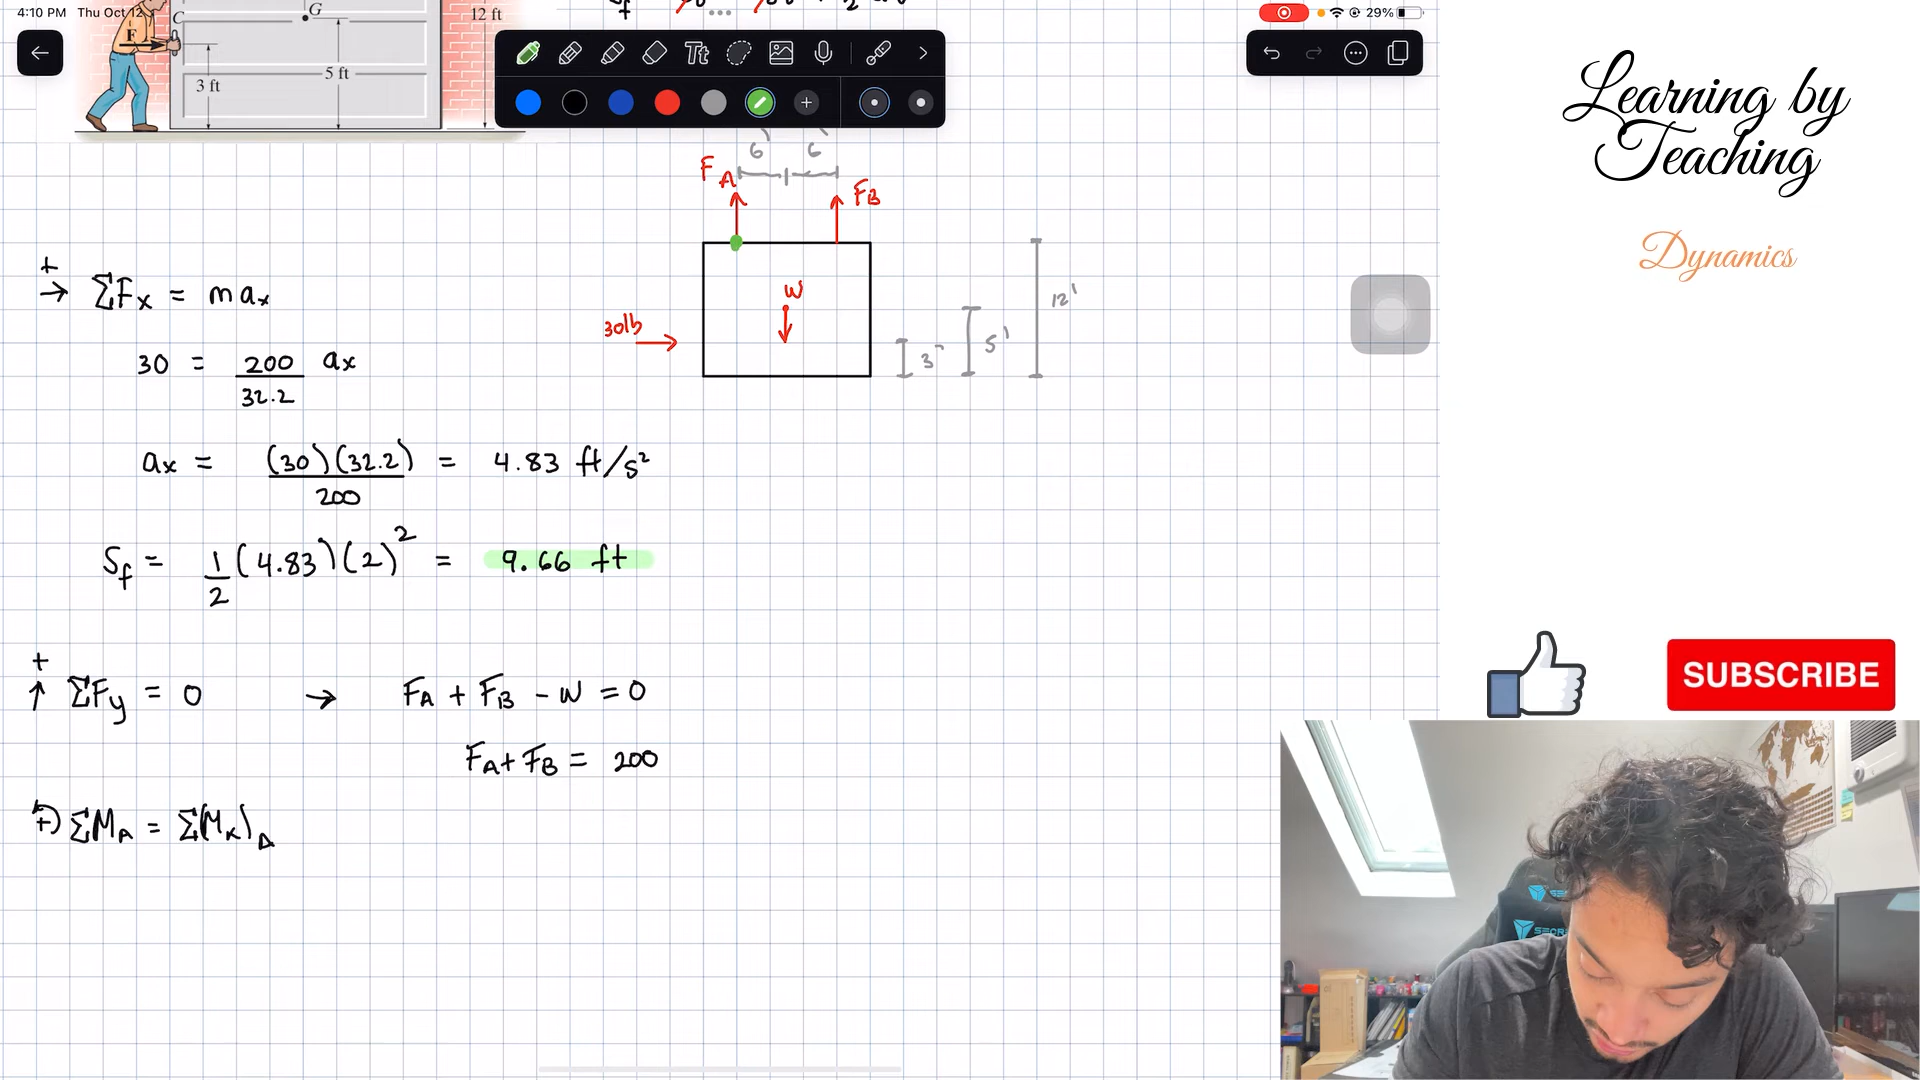 4:10 PM Thu Oct 12
29%
C
G
12 ft
F
5 ft
3 ft
Tt
Learning by
Teaching
Dynamics
6' 6'
FA
FB
W
30lb
3'
5'
12'
+
→ ΣFx = max
30 = 200/32.2 ax
ax = (30)(32.2)/200 = 4.83 ft/s²
Sf = 1/2 (4.83)(2)² = 9.66 ft
+
↑ ΣFy = 0 → FA + FB - W = 0
FA + FB = 200
+ ΣMA = Σ(Mk)A
SUBSCRIBE